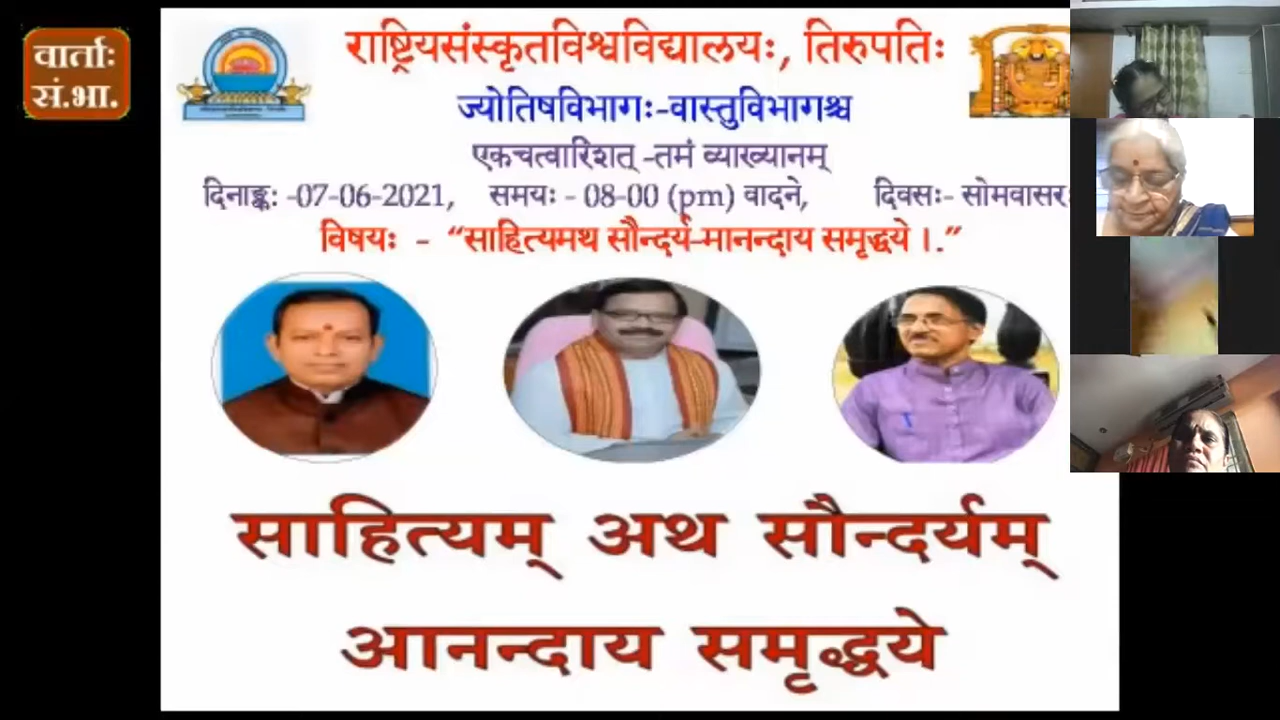 वार्ताः
सं.भा.
राष्ट्रियसंस्कृतविश्वविद्यालयः, तिरुपतिः
ज्योतिषविभागः-वास्तुविभागश्च
एकचत्वारिशत् -तमं व्याख्यानम्
दिनाङ्क: -07-06-2021, समयः - 08-00 (pm) वादने, दिवसः- सोमवासरः
विषयः - “साहित्यमथ सौन्दर्य-मानन्दाय समृद्धये ।.”
साहित्यम् अथ सौन्दर्यम्
आनन्दाय समृद्धये